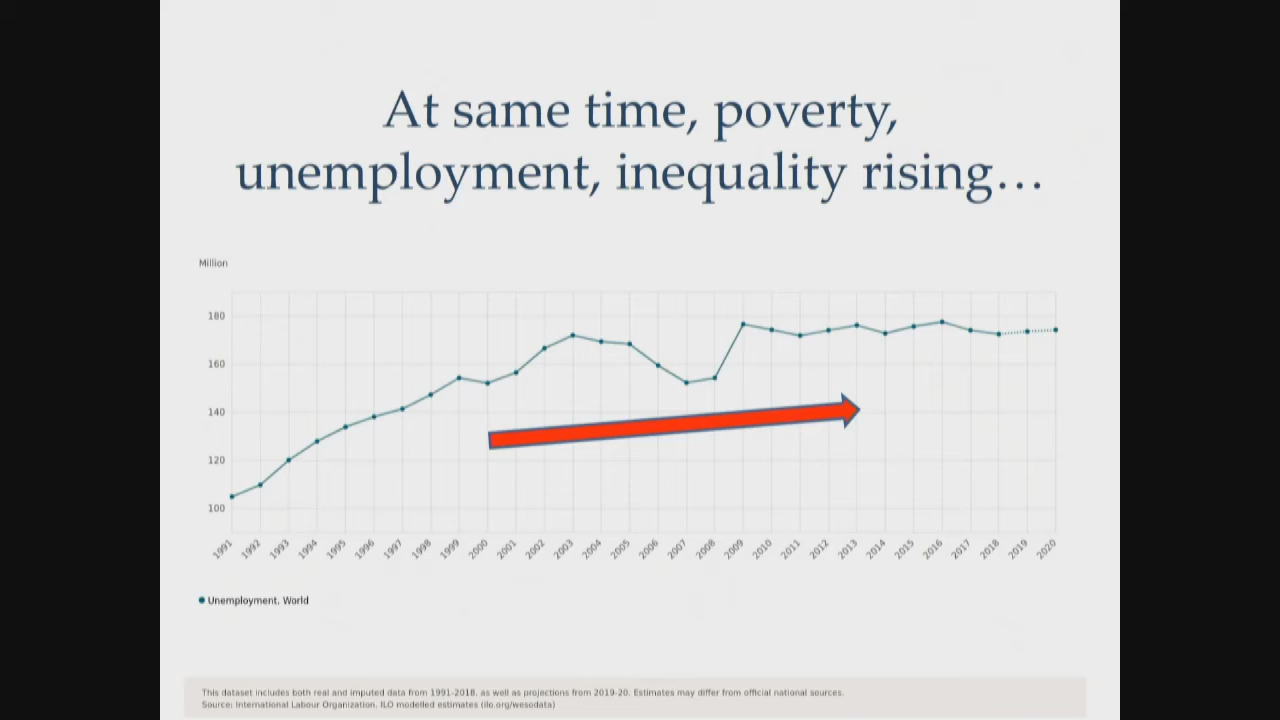 At same time, poverty,
unemployment, inequality rising...
Million
180
160
140
120
100
1991 1992 1993 1994 1995 1996 1997 1998 1999 2000 2001 2002 2003 2004 2005 2006 2007 2008 2009 2010 2011 2012 2013 2014 2015 2016 2017 2018 2019 2020
Unemployment, World
This dataset includes both real and imputed data from 1991-2018, as well as projections from 2019-20. Estimates may differ from official national sources.
Source: International Labour Organization, ILO modelled estimates (ilo.org/wesodata)